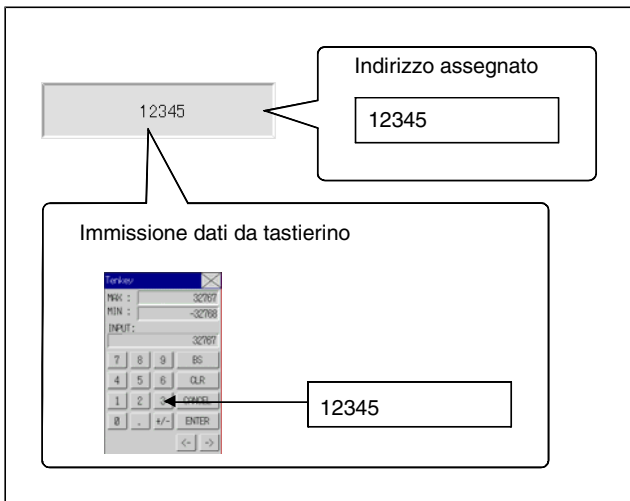 Indirizzo assegnato
12345
12345
Immissione dati da tastierino
Tenkey
MAX : 32767
MIN : -32768
INPUT:
32767
7 8 9 BS
4 5 6 CLR
1 2 3 CANCEL
0 . +/- ENTER
<- ->
12345